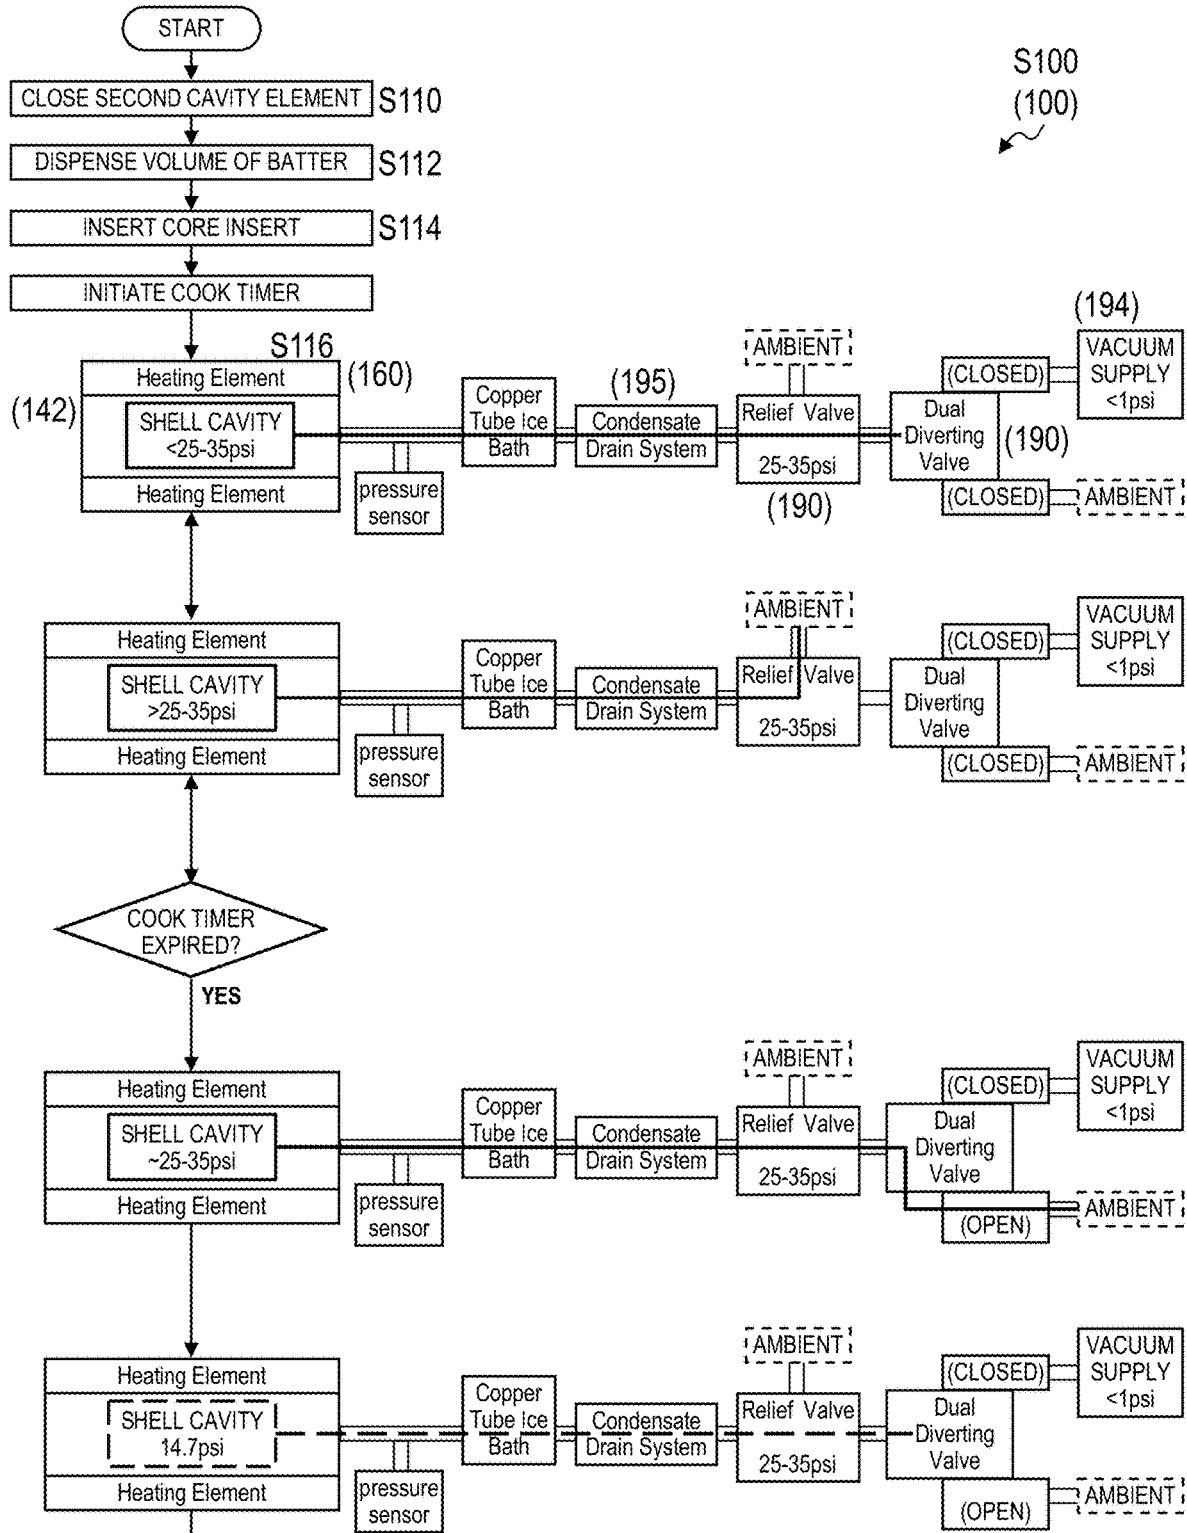 START
S100
(100)
CLOSE SECOND CAVITY ELEMENT
S110
DISPENSE VOLUME OF BATTER
S112
INSERT CORE INSERT
S114
INITIATE COOK TIMER
S116
(142)
Heating Element
SHELL CAVITY
<25-35psi
Heating Element
(160)
pressure
sensor
Copper
Tube Ice
Bath
(195)
Condensate
Drain System
AMBIENT
Relief Valve
25-35psi
(190)
(CLOSED)
Dual
Diverting
Valve
(190)
(CLOSED)
(194)
VACUUM
SUPPLY
<1psi
AMBIENT
Heating Element
SHELL CAVITY
>25-35psi
Heating Element
pressure
sensor
Copper
Tube Ice
Bath
Condensate
Drain System
AMBIENT
Relief Valve
25-35psi
(CLOSED)
Dual
Diverting
Valve
(CLOSED)
VACUUM
SUPPLY
<1psi
AMBIENT
COOK TIMER
EXPIRED?
YES
Heating Element
SHELL CAVITY
~25-35psi
Heating Element
pressure
sensor
Copper
Tube Ice
Bath
Condensate
Drain System
AMBIENT
Relief Valve
25-35psi
(CLOSED)
Dual
Diverting
Valve
(OPEN)
VACUUM
SUPPLY
<1psi
AMBIENT
Heating Element
SHELL CAVITY
14.7psi
Heating Element
pressure
sensor
Copper
Tube Ice
Bath
Condensate
Drain System
AMBIENT
Relief Valve
25-35psi
(CLOSED)
Dual
Diverting
Valve
(OPEN)
VACUUM
SUPPLY
<1psi
AMBIENT